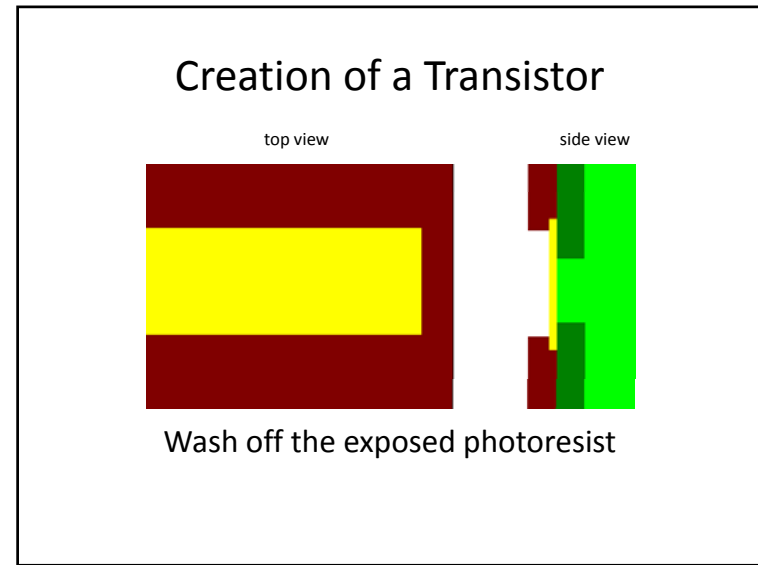 Creation of a Transistor
top view
side view
Wash off the exposed photoresist